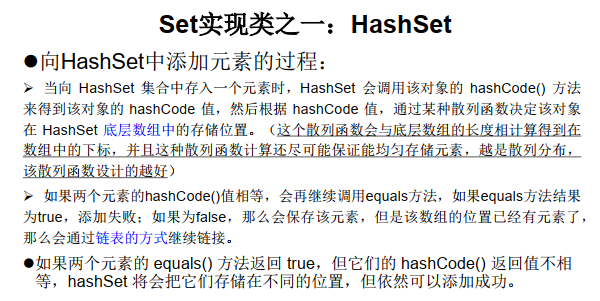 Set实现类之一：HashSet
●向HashSet中添加元素的过程：
➢ 当向 HashSet 集合中存入一个元素时，HashSet 会调用该对象的 hashCode() 方法
来得到该对象的 hashCode 值，然后根据 hashCode 值，通过某种散列函数决定该对象
在 HashSet 底层数组中的存储位置。（这个散列函数会与底层数组的长度相计算得到在
数组中的下标，并且这种散列函数计算还尽可能保证能均匀存储元素，越是散列分布，
该散列函数设计的越好）
➢ 如果两个元素的hashCode()值相等，会再继续调用equals方法，如果equals方法结果
为true，添加失败；如果为false，那么会保存该元素，但是该数组的位置已经有元素了，
那么会通过链表的方式继续链接。
●如果两个元素的 equals() 方法返回 true，但它们的 hashCode() 返回值不相
等，hashSet 将会把它们存储在不同的位置，但依然可以添加成功。